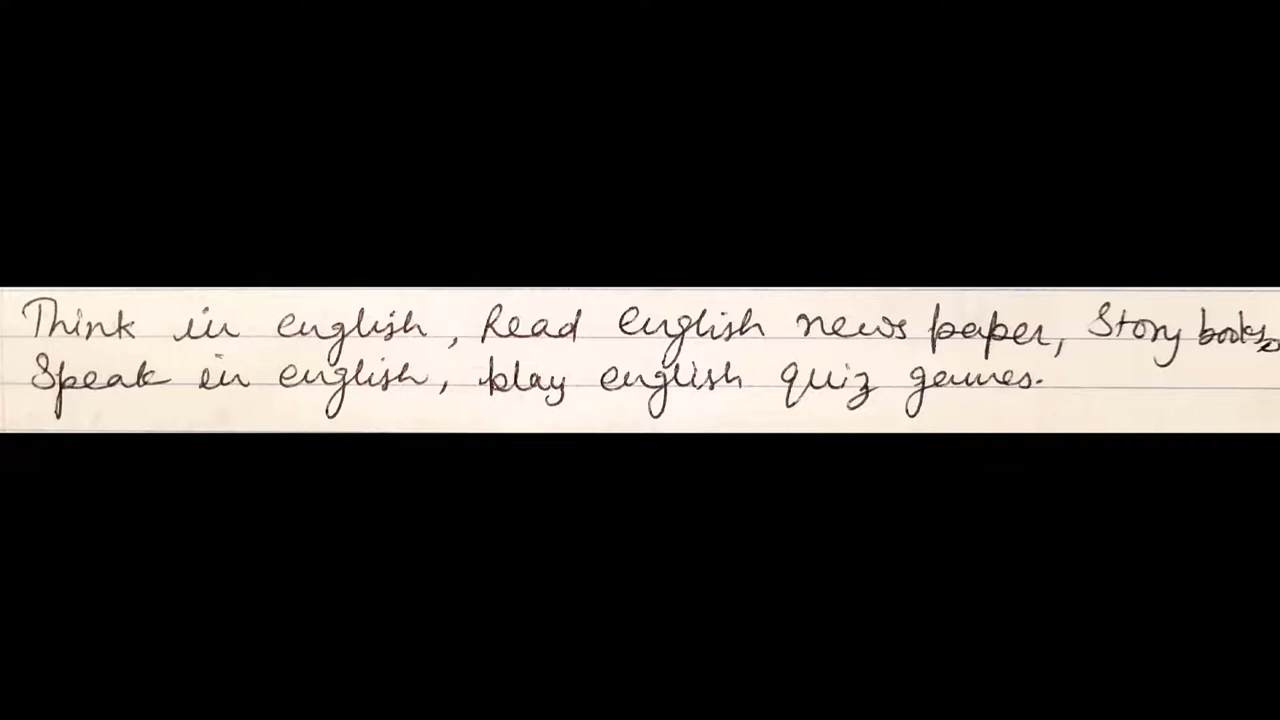 Think in english, Read english news paper, Story books,
Speak in english, play english quiz games.